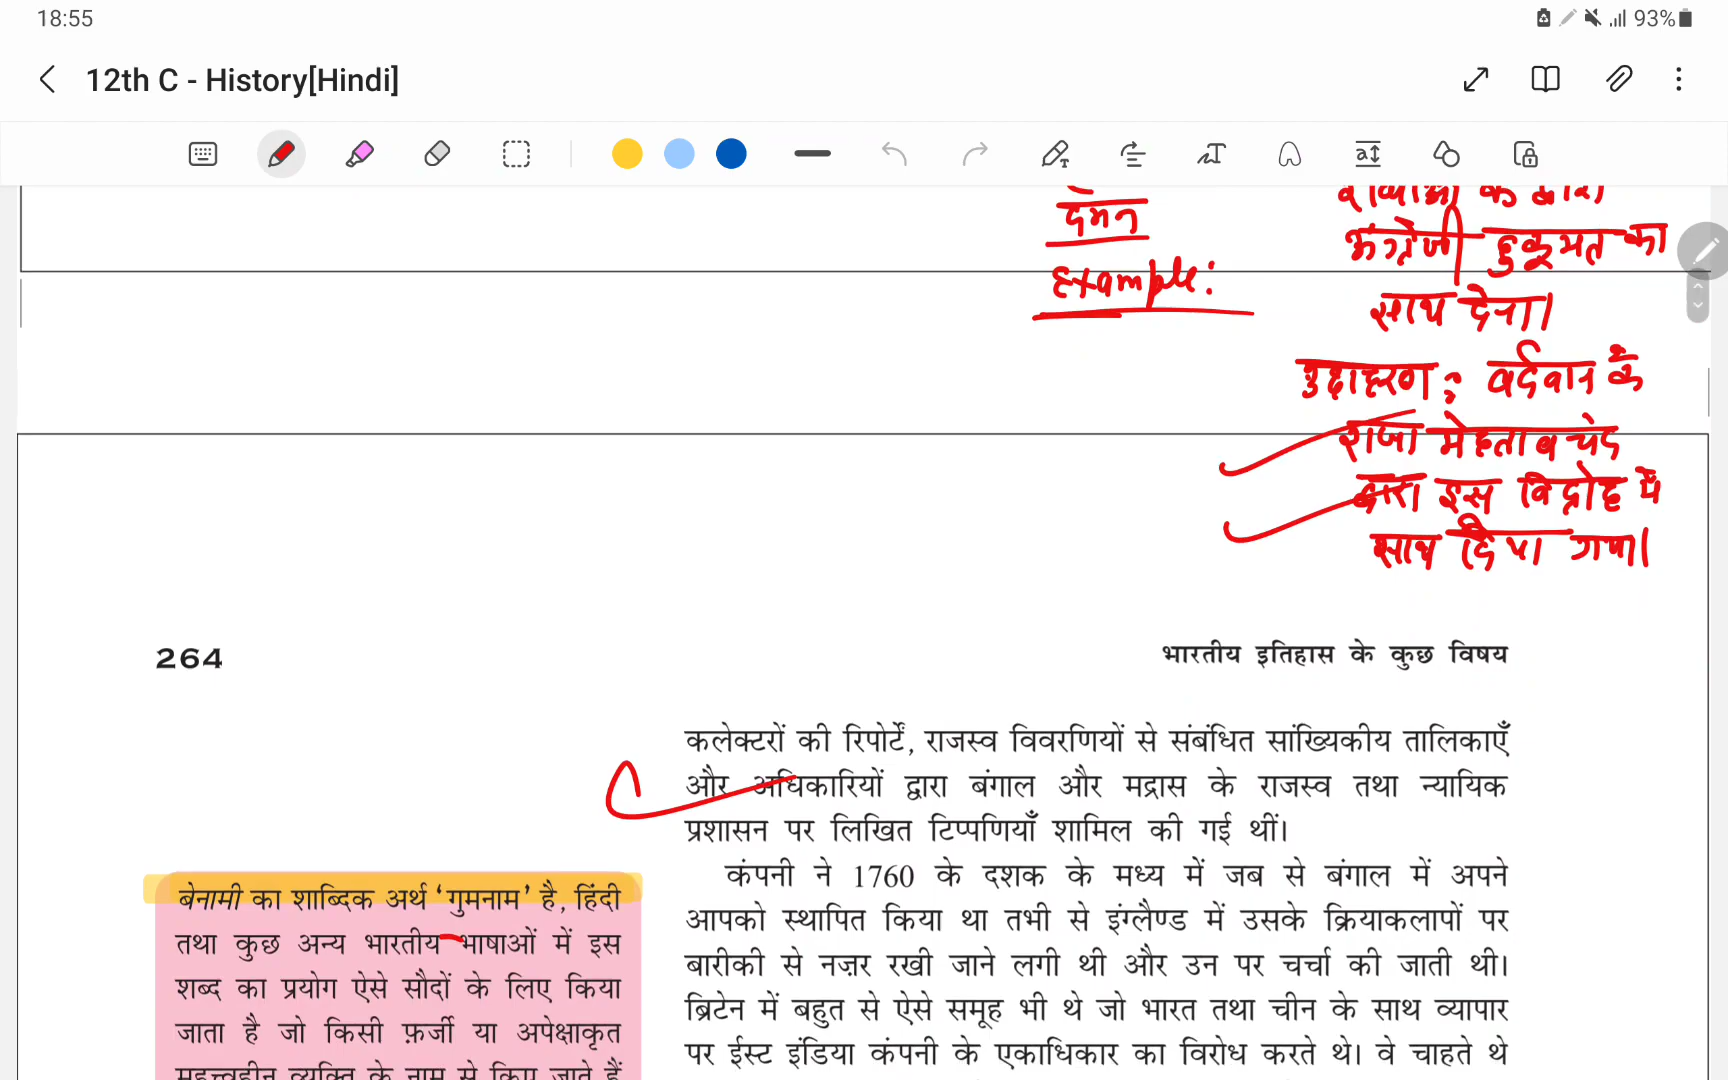 18:55
93%
12th C - History[Hindi]
दमन
Example:
के द्वारा
अंग्रेजी हुकूमत का
साथ देना।
उदाहरण: बर्दवान के
राजा मेहताब चंद
द्वारा इस विद्रोह में
साथ दिया गया।
264
भारतीय इतिहास के कुछ विषय
कलेक्टरों की रिपोर्टें, राजस्व विवरणियों से संबंधित सांख्यिकीय तालिकाएँ
और अधिकारियों द्वारा बंगाल और मद्रास के राजस्व तथा न्यायिक
प्रशासन पर लिखित टिप्पणियाँ शामिल की गई थीं।
कंपनी ने 1760 के दशक के मध्य में जब से बंगाल में अपने
आपको स्थापित किया था तभी से इंग्लैण्ड में उसके क्रियाकलापों पर
बारीकी से नज़र रखी जाने लगी थी और उन पर चर्चा की जाती थी।
ब्रिटेन में बहुत से ऐसे समूह भी थे जो भारत तथा चीन के साथ व्यापार
पर ईस्ट इंडिया कंपनी के एकाधिकार का विरोध करते थे। वे चाहते थे
बेनामी का शाब्दिक अर्थ ‘गुमनाम’ है, हिंदी
तथा कुछ अन्य भारतीय भाषाओं में इस
शब्द का प्रयोग ऐसे सौदों के लिए किया
जाता है जो किसी फ़र्जी या अपेक्षाकृत
महत्त्वहीन व्यक्ति के नाम से किए जाते हैं